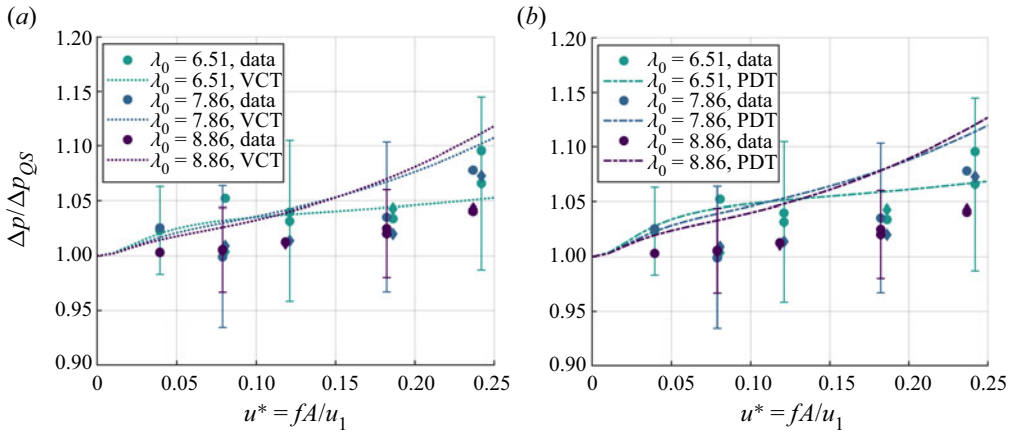 (a)
1.20
1.15
1.10
1.05
1.00
0.95
0.90
Δp/Δp_QS
λ0 = 6.51, data
λ0 = 6.51, VCT
λ0 = 7.86, data
λ0 = 7.86, VCT
λ0 = 8.86, data
λ0 = 8.86, VCT
0 0.05 0.10 0.15 0.20 0.25
u* = fA/u1
(b)
1.20
1.15
1.10
1.05
1.00
0.95
0.90
λ0 = 6.51, data
λ0 = 6.51, PDT
λ0 = 7.86, data
λ0 = 7.86, PDT
λ0 = 8.86, data
λ0 = 8.86, PDT
0 0.05 0.10 0.15 0.20 0.25
u* = fA/u1